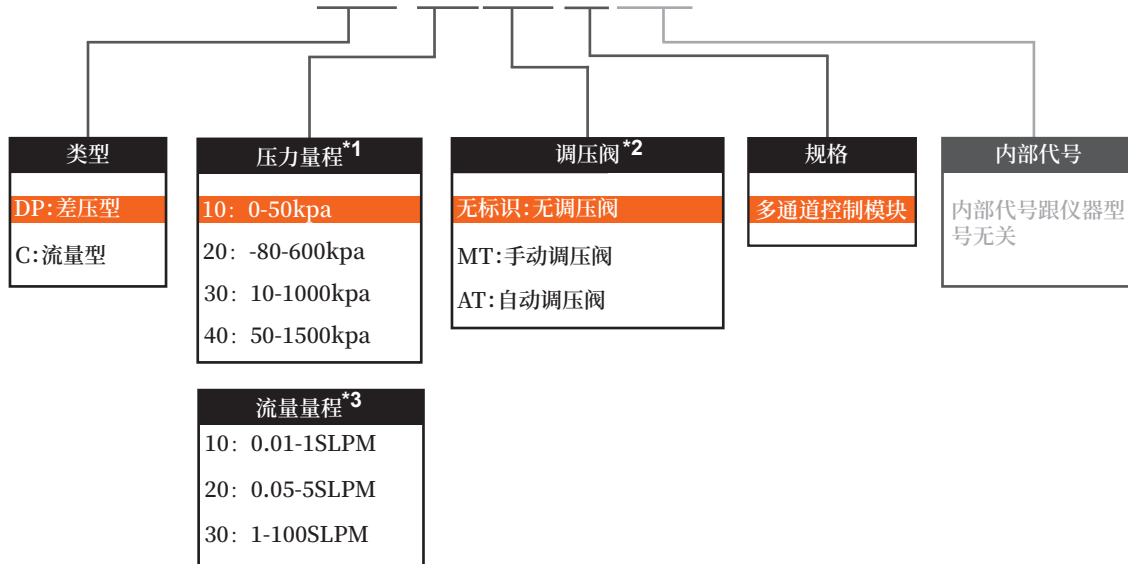 类型
DP:差压型
C:流量型
压力量程*1
10: 0-50kpa
20: -80-600kpa
30: 10-1000kpa
40: 50-1500kpa
调压阀*2
无标识:无调压阀
MT:手动调压阀
AT:自动调压阀
规格
多通道控制模块
内部代号
内部代号跟仪器型
号无关
流量量程*3
10: 0.01-1SLPM
20: 0.05-5SLPM
30: 1-100SLPM